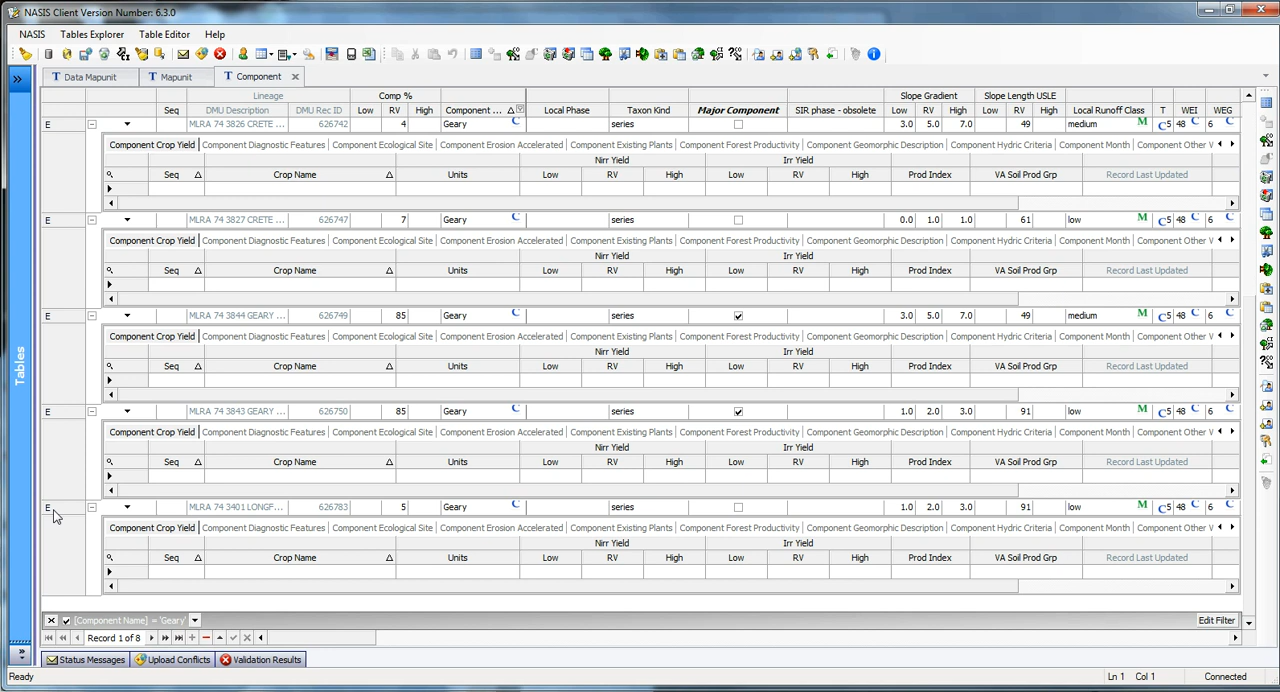 NASIS Client Version Number: 6.3.0
NASIS Tables Explorer Table Editor Help
T Data Mapunit T Mapunit T Component
Lineage Comp % Slope Gradient Slope Length USLE
Seq DMU Description DMU Rec ID Low RV High Component ... Local Phase Taxon Kind Major Component SIR phase - obsolete Low RV High Low RV High Local Runoff Class T WEI WEG
E MLRA 74 3826 CRETE ... 626742 4 Geary C series 3.0 5.0 7.0 49 medium M C 5 48 C 6 C
Component Crop Yield Component Diagnostic Features Component Ecological Site Component Erosion Accelerated Component Existing Plants Component Forest Productivity Component Geomorphic Description Component Hydric Criteria Component Month Component Other V
Nirr Yield Irr Yield
Seq Crop Name Units Low RV High Low RV High Prod Index VA Soil Prod Grp Record Last Updated
E MLRA 74 3827 CRETE ... 626747 7 Geary C series 0.0 1.0 1.0 61 low M C 5 48 C 6 C
Component Crop Yield Component Diagnostic Features Component Ecological Site Component Erosion Accelerated Component Existing Plants Component Forest Productivity Component Geomorphic Description Component Hydric Criteria Component Month Component Other V
Nirr Yield Irr Yield
Seq Crop Name Units Low RV High Low RV High Prod Index VA Soil Prod Grp Record Last Updated
E MLRA 74 3844 GEARY ... 626749 85 Geary C series 3.0 5.0 7.0 49 medium M C 5 48 C 6 C
Component Crop Yield Component Diagnostic Features Component Ecological Site Component Erosion Accelerated Component Existing Plants Component Forest Productivity Component Geomorphic Description Component Hydric Criteria Component Month Component Other V
Nirr Yield Irr Yield
Seq Crop Name Units Low RV High Low RV High Prod Index VA Soil Prod Grp Record Last Updated
E MLRA 74 3843 GEARY ... 626750 85 Geary C series 1.0 2.0 3.0 91 low M C 5 48 C 6 C
Component Crop Yield Component Diagnostic Features Component Ecological Site Component Erosion Accelerated Component Existing Plants Component Forest Productivity Component Geomorphic Description Component Hydric Criteria Component Month Component Other V
Nirr Yield Irr Yield
Seq Crop Name Units Low RV High Low RV High Prod Index VA Soil Prod Grp Record Last Updated
E MLRA 74 3401 LONGF... 626783 5 Geary C series 1.0 2.0 3.0 91 low M C 5 48 C 6 C
Component Crop Yield Component Diagnostic Features Component Ecological Site Component Erosion Accelerated Component Existing Plants Component Forest Productivity Component Geomorphic Description Component Hydric Criteria Component Month Component Other V
Nirr Yield Irr Yield
Seq Crop Name Units Low RV High Low RV High Prod Index VA Soil Prod Grp Record Last Updated
Tables
[Component Name] = 'Geary' Edit Filter
Record 1 of 8
Status Messages Upload Conflicts Validation Results
Ready Ln 1 Col 1 Connected